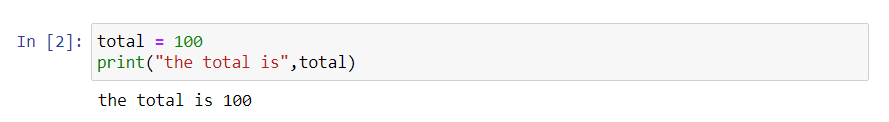 In [2]: total = 100
print("the total is",total)
the total is 100